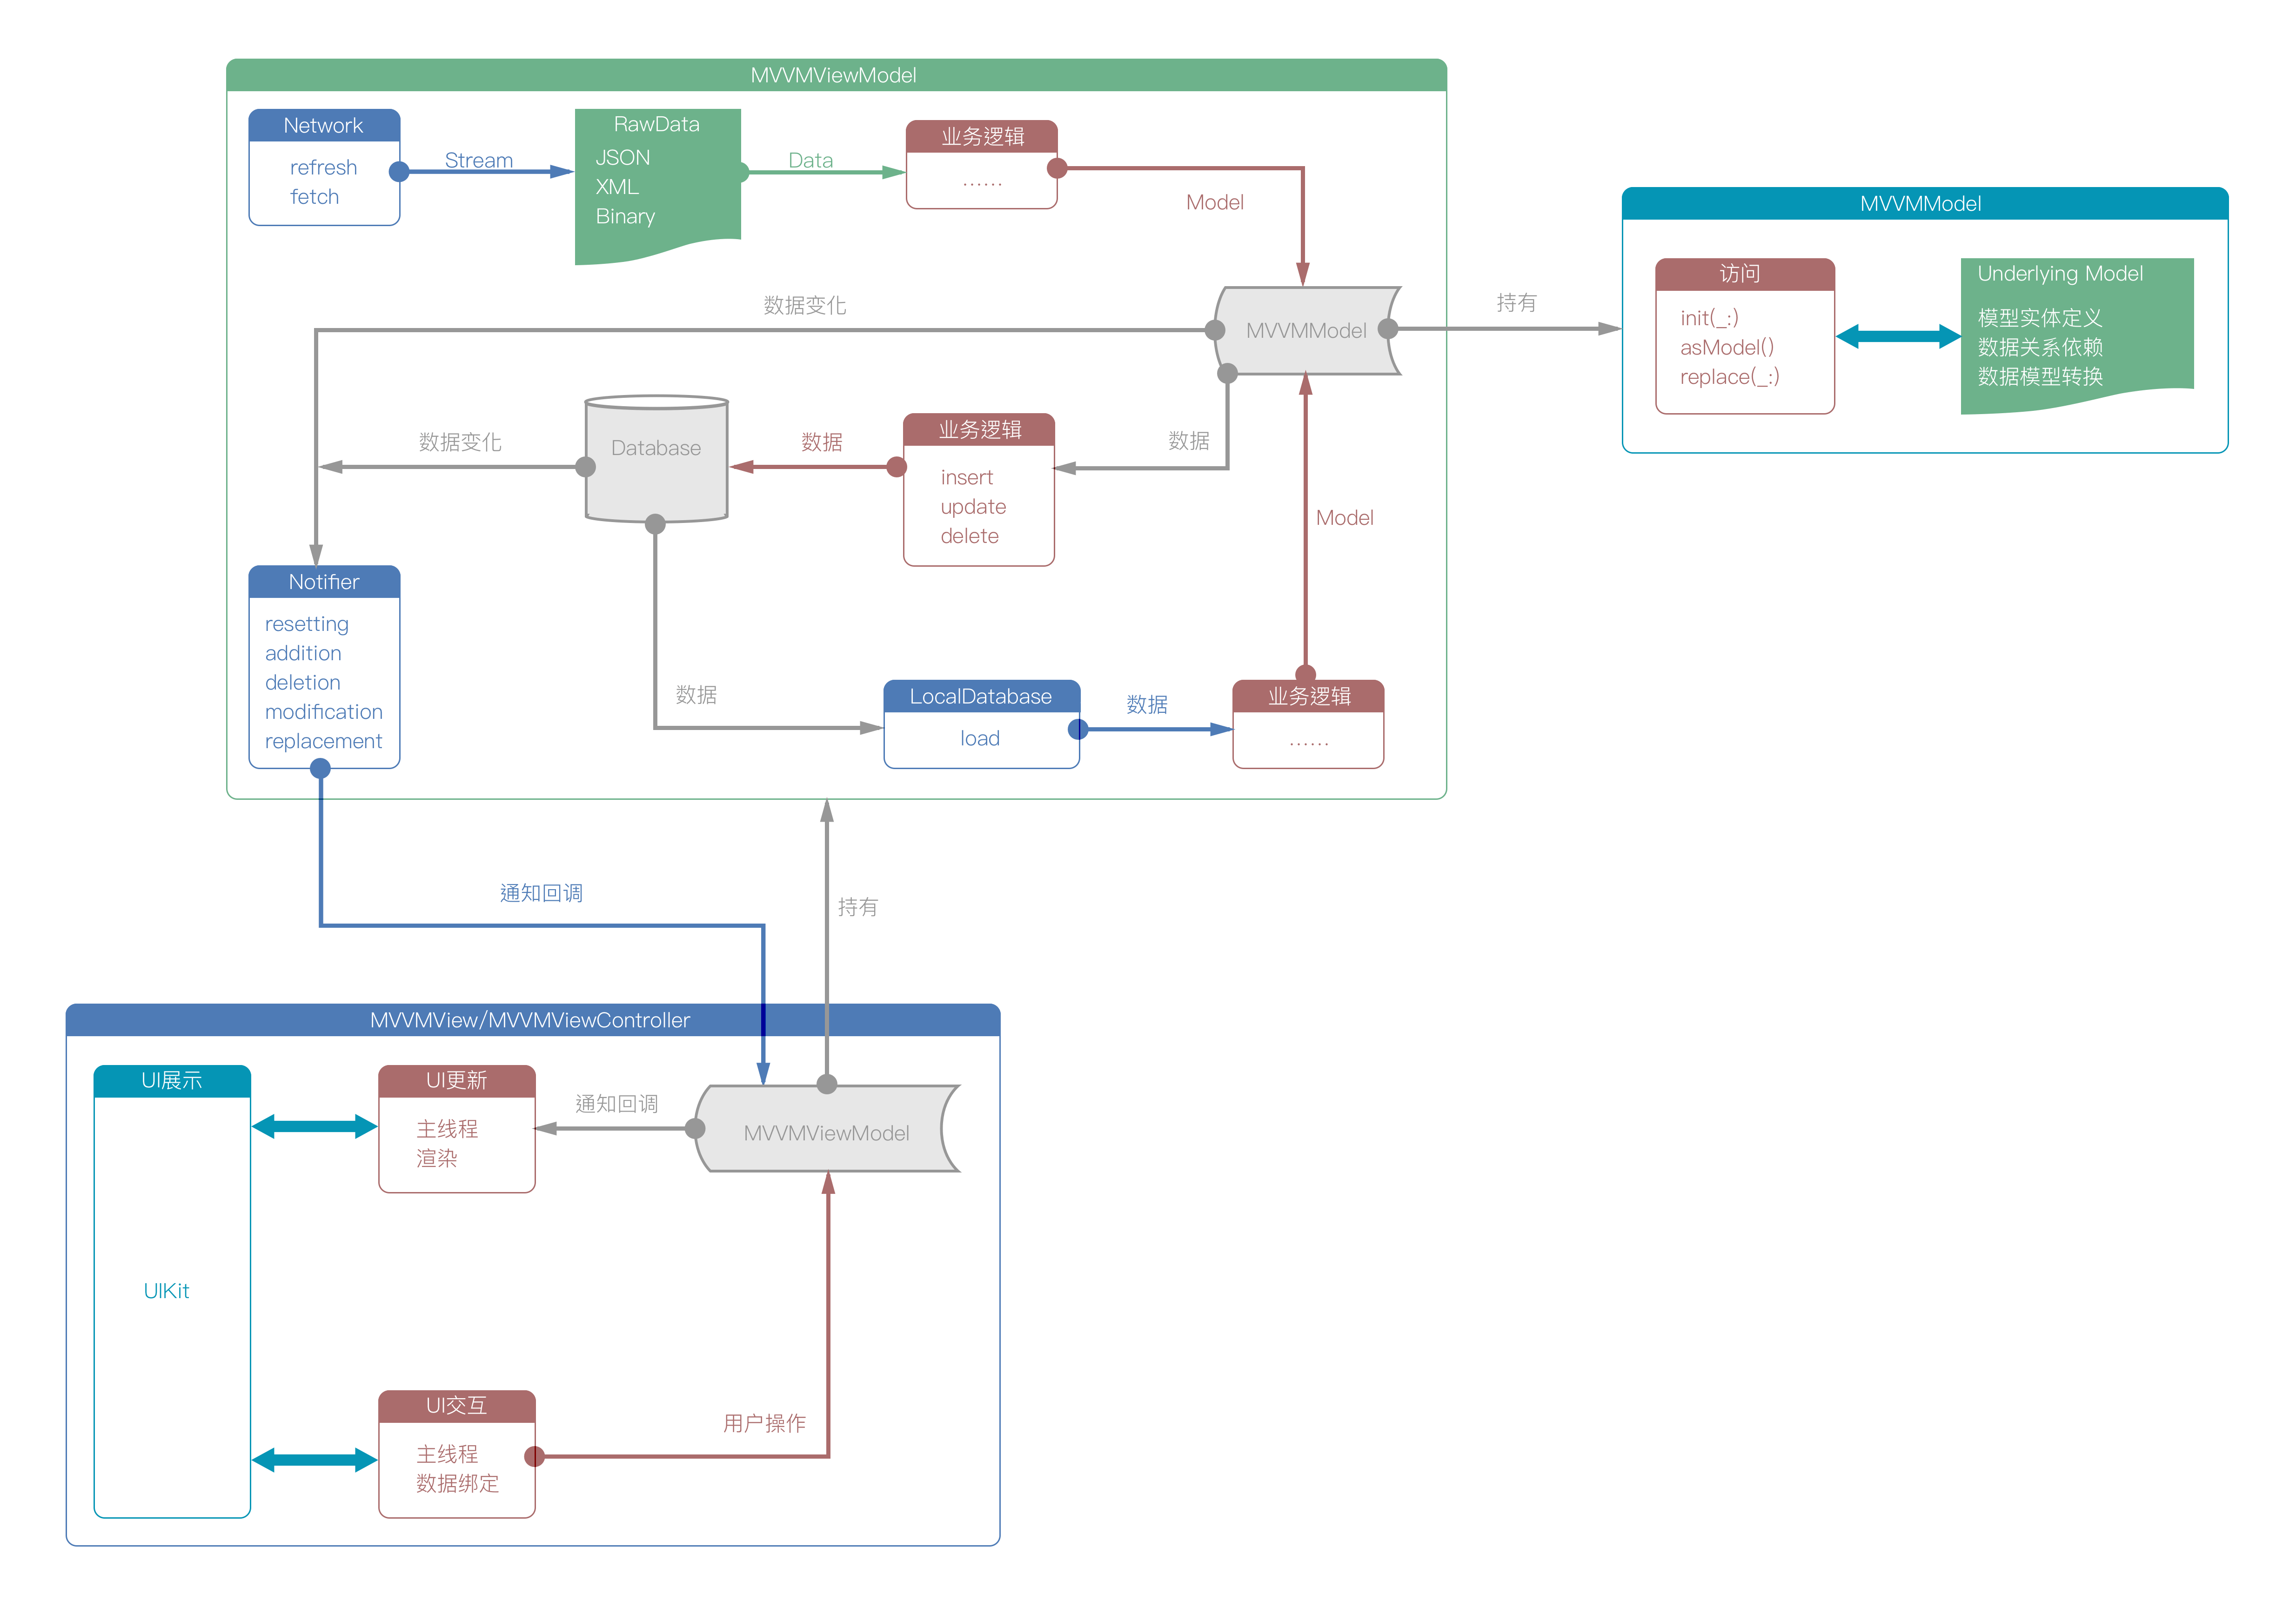 MVVMViewModel
Network
refresh
fetch
Stream
RawData
JSON
XML
Binary
Data
业务逻辑
......
Model
MVVMModel
持有
MVVMModel
访问
init(_:)
asModel()
replace(_:)
Underlying Model
模型实体定义
数据关系依赖
数据模型转换
数据变化
数据变化
Database
数据
业务逻辑
insert
update
delete
数据
Model
Notifier
resetting
addition
deletion
modification
replacement
数据
LocalDatabase
load
数据
业务逻辑
......
通知回调
持有
MVVMView/MVVMViewController
UI展示
UIKit
UI更新
主线程
渲染
通知回调
MVVMViewModel
UI交互
主线程
数据绑定
用户操作